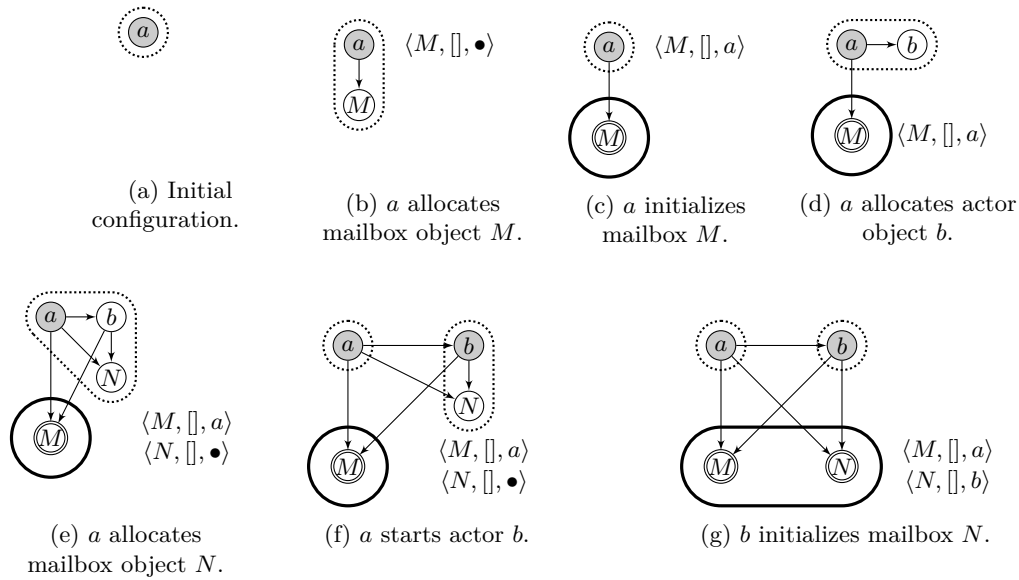 a
(a) Initial
configuration.
a
⟨M, [], •⟩
M
(b) a allocates
mailbox object M.
a
⟨M, [], a⟩
M
(c) a initializes
mailbox M.
a b
M
⟨M, [], a⟩
(d) a allocates actor
object b.
a b
N
M
⟨M, [], a⟩
⟨N, [], •⟩
(e) a allocates
mailbox object N.
a b
N
M
⟨M, [], a⟩
⟨N, [], •⟩
(f) a starts actor b.
a b
M N
⟨M, [], a⟩
⟨N, [], b⟩
(g) b initializes mailbox N.